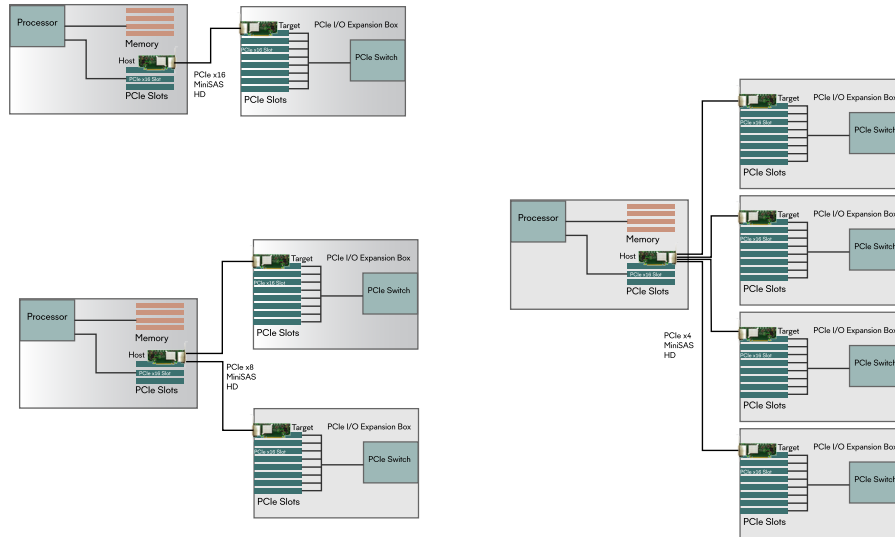 Processor
Memory
Host
PCIe x16 Slot
PCIe Slots
PCIe x16
MiniSAS
HD
Target
PCIe I/O Expansion Box
PCIe x16 Slot
PCIe Switch
PCIe Slots
Processor
Memory
Host
PCIe x16 Slot
PCIe Slots
PCIe x8
MiniSAS
HD
Target
PCIe I/O Expansion Box
PCIe x16 Slot
PCIe Switch
PCIe Slots
Target
PCIe I/O Expansion Box
PCIe x16 Slot
PCIe Switch
PCIe Slots
Processor
Memory
Host
PCIe x16 Slot
PCIe Slots
PCIe x4
MiniSAS
HD
Target
PCIe I/O Expansion Box
PCIe x16 Slot
PCIe Switch
PCIe Slots
Target
PCIe I/O Expansion Box
PCIe x16 Slot
PCIe Switch
PCIe Slots
Target
PCIe I/O Expansion Box
PCIe x16 Slot
PCIe Switch
PCIe Slots
Target
PCIe I/O Expansion Box
PCIe x16 Slot
PCIe Switch
PCIe Slots